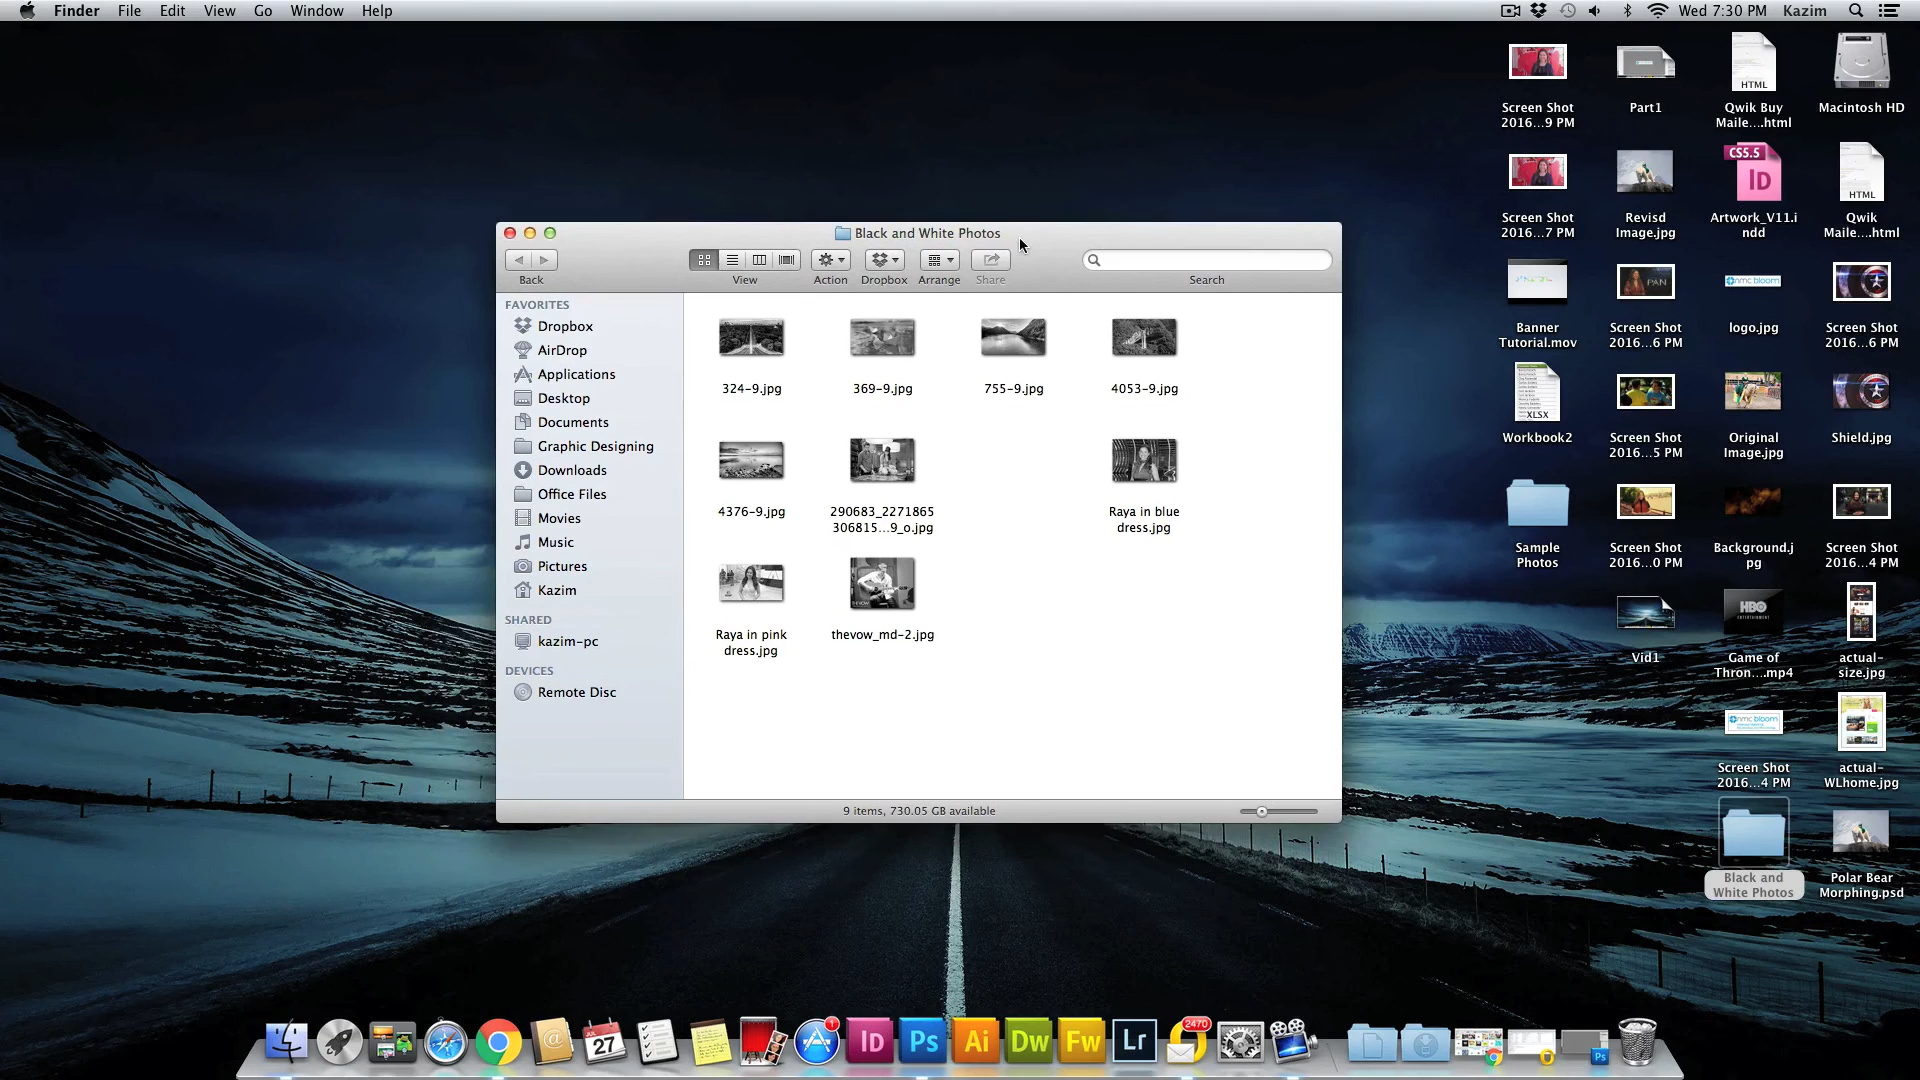 Finder File Edit View Go Window Help
Wed 7:30 PM Kazim
Black and White Photos
Back
View
Action
Dropbox
Arrange
Share
Search
FAVORITES
Dropbox
AirDrop
Applications
Desktop
Documents
Graphic Designing
Downloads
Office Files
Movies
Music
Pictures
Kazim
SHARED
kazim-pc
DEVICES
Remote Disc
324-9.jpg
369-9.jpg
755-9.jpg
4053-9.jpg
4376-9.jpg
290683_2271865
306815...9_o.jpg
Raya in blue
dress.jpg
Raya in pink
dress.jpg
thevow_md-2.jpg
9 items, 730.05 GB available
Screen Shot
2016...9 PM
Part1
HTML
Qwik Buy
Maile....html
Macintosh HD
Screen Shot
2016...7 PM
Revisd
Image.jpg
CS5.5
Id
Artwork_V11.i
ndd
HTML
Qwik
Maile....html
Banner
Tutorial.mov
PAN
Screen Shot
2016...6 PM
nmc bloom
logo.jpg
Screen Shot
2016...6 PM
XLSX
Workbook2
Screen Shot
2016...5 PM
Original
Image.jpg
Shield.jpg
Sample
Photos
Screen Shot
2016...0 PM
Background.j
pg
Screen Shot
2016...4 PM
Vid1
HBO
Game of
Thron....mp4
actual-
size.jpg
nmc bloom
Screen Shot
2016...4 PM
actual-
WLhome.jpg
Black and
White Photos
Polar Bear
Morphing.psd
27
1
Id
Ps
Ai
Dw
Fw
Lr
2470
Ps